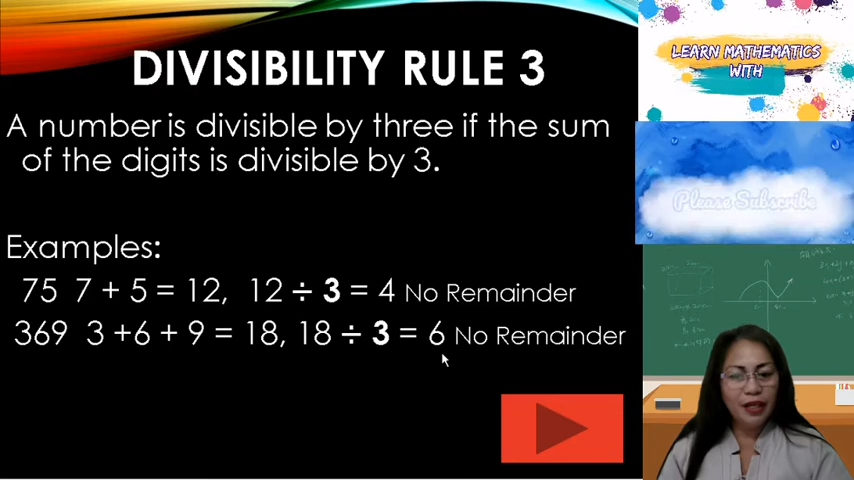 DIVISIBILITY RULE 3
A number is divisible by three if the sum
of the digits is divisible by 3.
Examples:
75 7 + 5 = 12, 12 ÷ 3 = 4 No Remainder
369 3 +6 + 9 = 18, 18 ÷ 3 = 6 No Remainder
LEARN MATHEMATICS
WITH
Please Subscribe